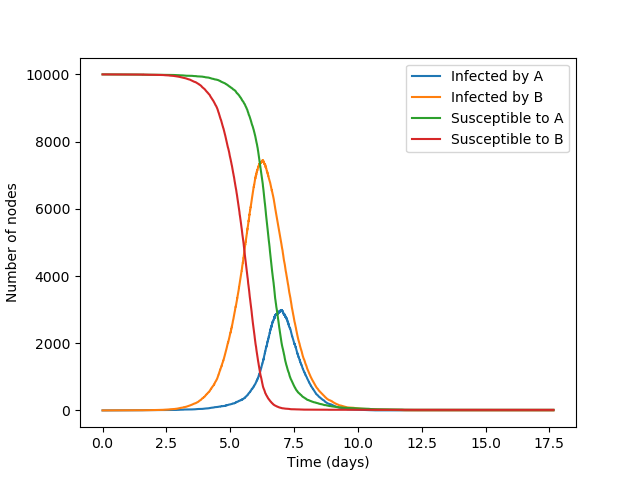 Infected by A
Infected by B
Susceptible to A
Susceptible to B
10000
8000
6000
4000
2000
0
Number of nodes
0.0 2.5 5.0 7.5 10.0 12.5 15.0 17.5
Time (days)